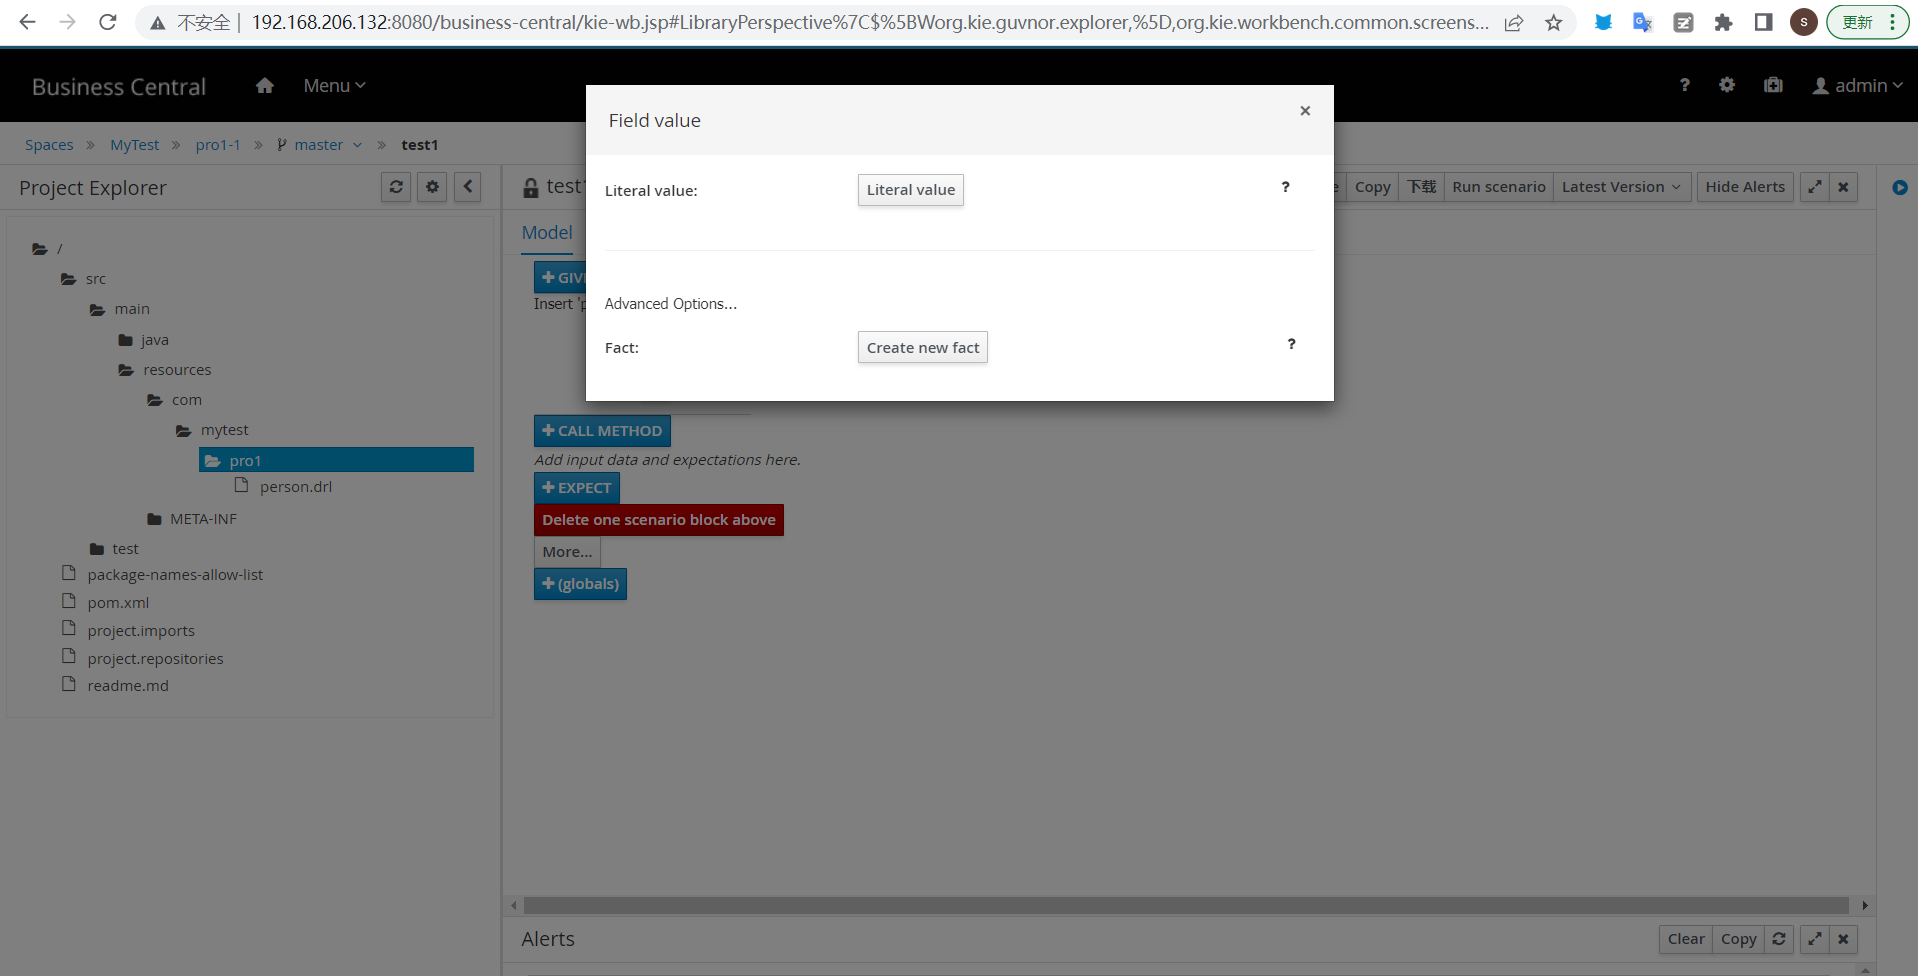 不安全 192.168.206.132:8080/business-central/kie-wb.jsp#LibraryPerspective%7C$%5BWorg.kie.guvnor.explorer,%5D,org.kie.workbench.common.screens... S 更新
Business Central Menu ? admin
Spaces » MyTest » pro1-1 » master » test1
Field value ×
Project Explorer
test1 Copy 下载 Run scenario Latest Version Hide Alerts
Literal value: Literal value ?
Model
/
src
main
java
resources
com
mytest
pro1
person.drl
META-INF
test
package-names-allow-list
pom.xml
project.imports
project.repositories
readme.md
+ GIVE
Insert 'p
Advanced Options...
Fact: Create new fact ?
+ CALL METHOD
Add input data and expectations here.
+ EXPECT
Delete one scenario block above
More...
+ (globals)
Alerts Clear Copy